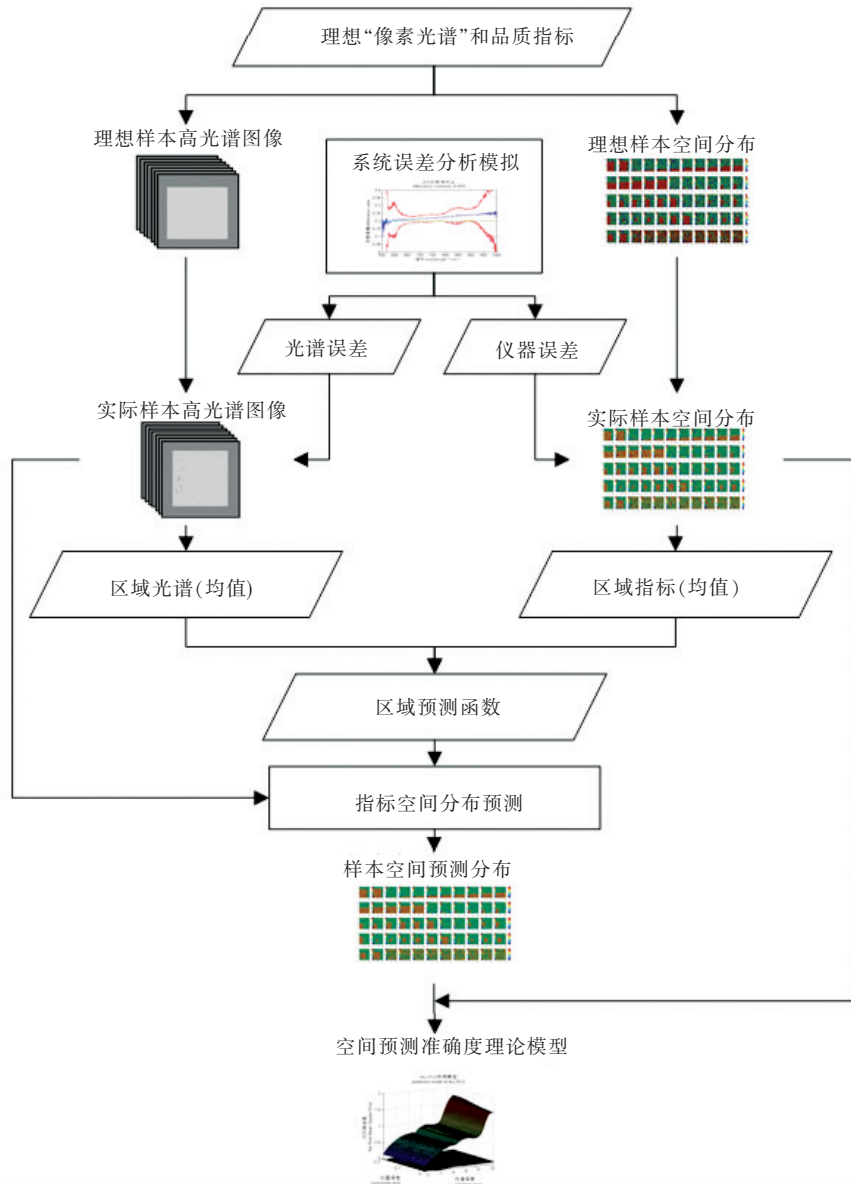 理想“像素光谱”和品质指标
理想样本高光谱图像
系统误差分析模拟
理想样本空间分布
光谱误差
仪器误差
实际样本高光谱图像
实际样本空间分布
区域光谱(均值)
区域指标(均值)
区域预测函数
指标空间分布预测
样本空间预测分布
空间预测准确度理论模型